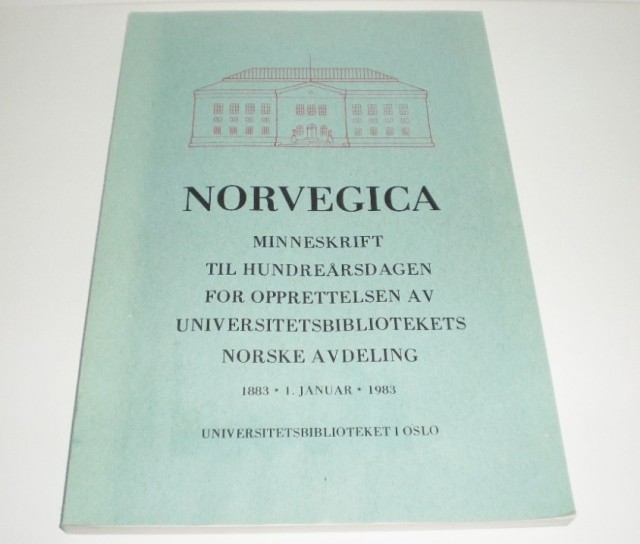 NORVEGICA
MINNESKRIFT
TIL HUNDREÅRSDAGEN
FOR OPPRETTELSEN AV
UNIVERSITETSBIBLIOTEKETS
NORSKE AVDELING
1883 • 1. JANUAR • 1983
UNIVERSITETSBIBLIOTEKET I OSLO